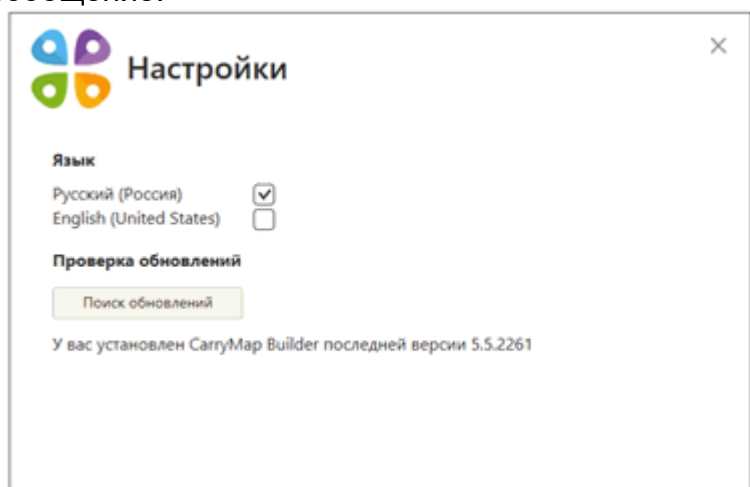 Настройки
Язык
Русский (Россия)
English (United States)
Проверка обновлений
Поиск обновлений
У вас установлен CarryMap Builder последней версии 5.5.2261